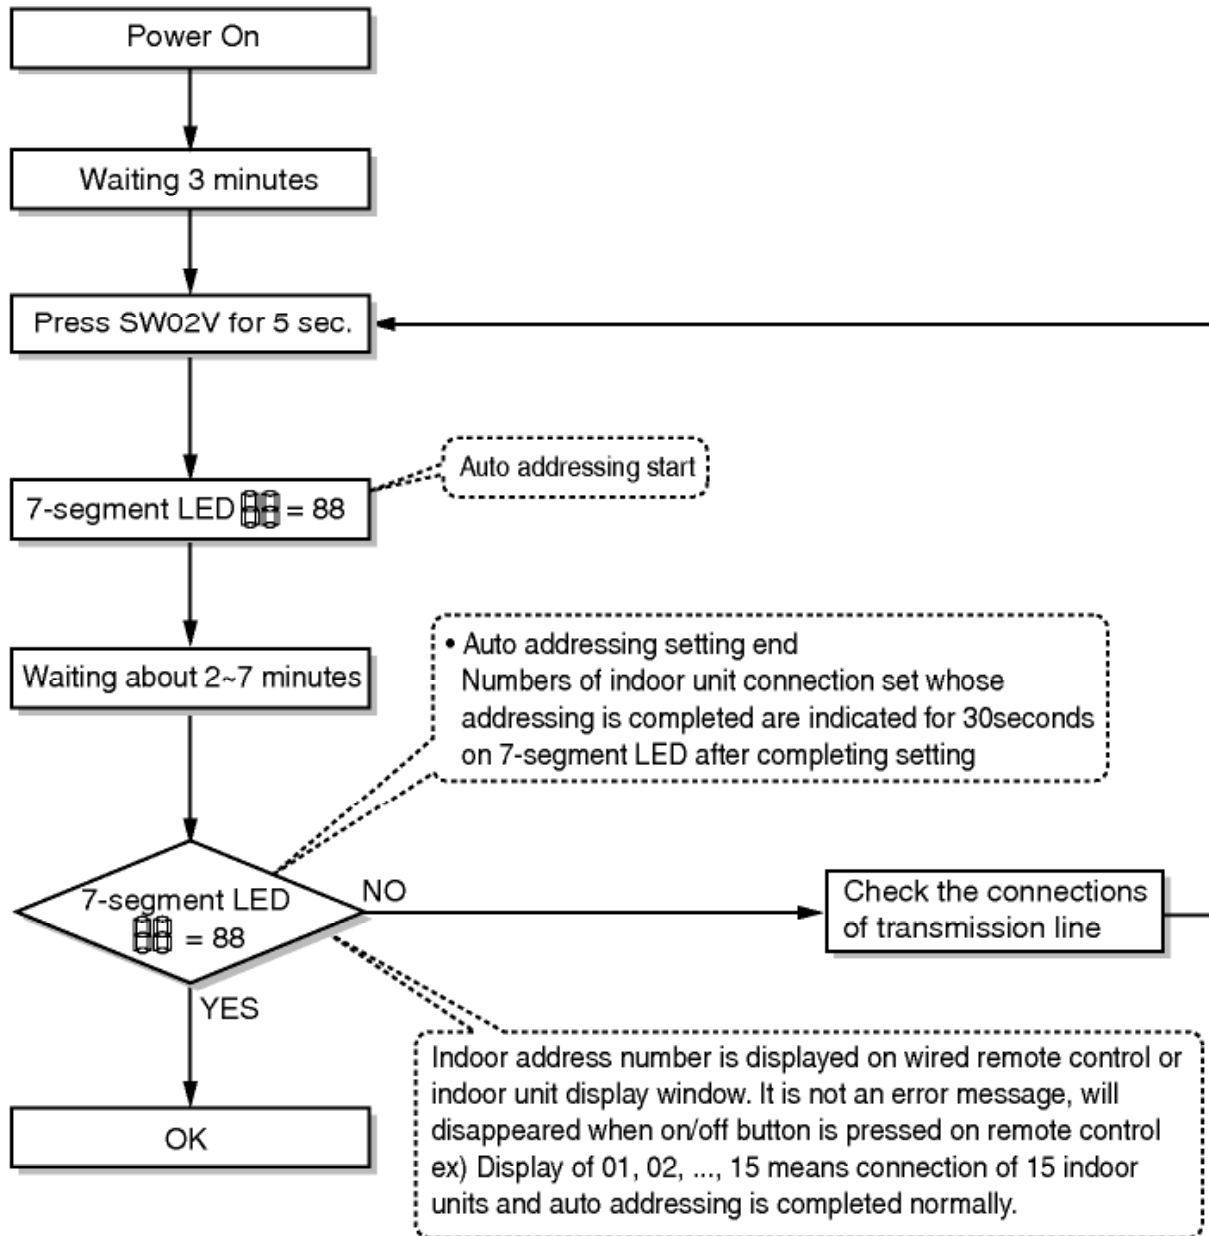 Power On
Waiting 3 minutes
Press SW02V for 5 sec.
Auto addressing start
7-segment LED 88 = 88
Waiting about 2~7 minutes
• Auto addressing setting end
Numbers of indoor unit connection set whose
addressing is completed are indicated for 30seconds
on 7-segment LED after completing setting
7-segment LED
88 = 88
NO
Check the connections
of transmission line
YES
Indoor address number is displayed on wired remote control or
indoor unit display window. It is not an error message, will
disappeared when on/off button is pressed on remote control
ex) Display of 01, 02, ..., 15 means connection of 15 indoor
units and auto addressing is completed normally.
OK